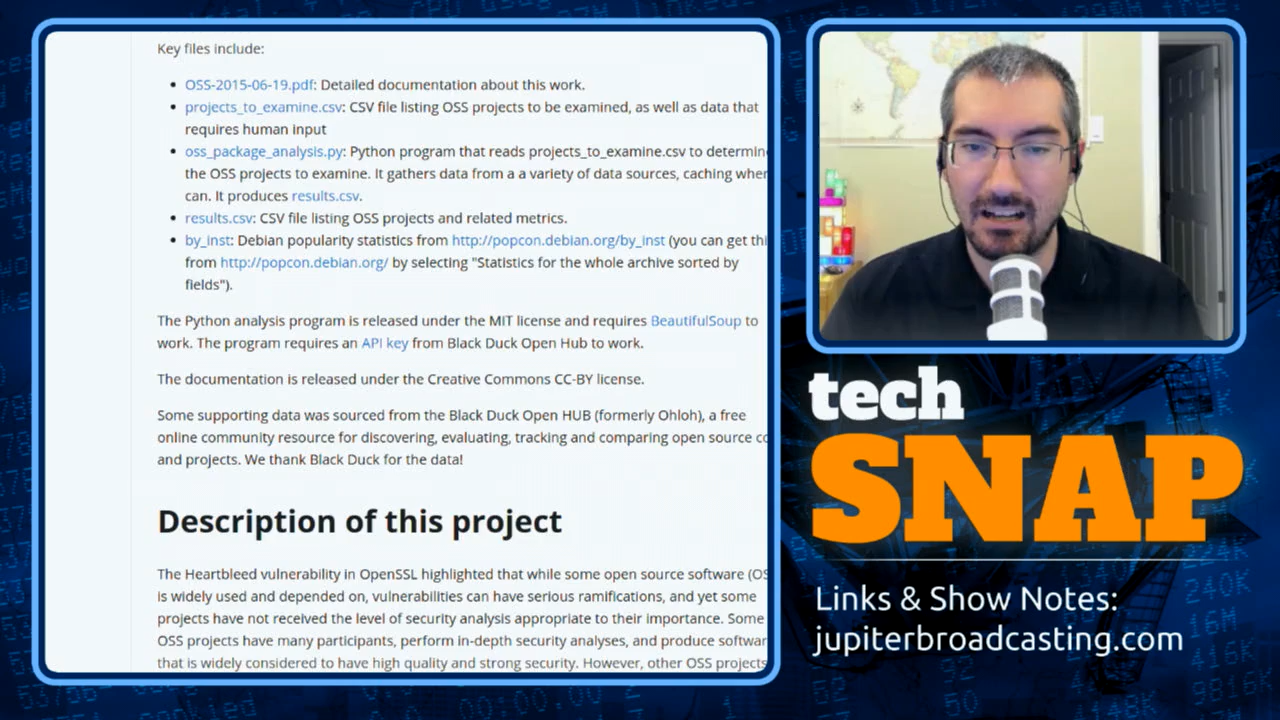 Key files include:
OSS-2015-06-19.pdf: Detailed documentation about this work.
projects_to_examine.csv: CSV file listing OSS projects to be examined, as well as data that
requires human input
oss_package_analysis.py: Python program that reads projects_to_examine.csv to determin
the OSS projects to examine. It gathers data from a a variety of data sources, caching wher
can. It produces results.csv.
results.csv: CSV file listing OSS projects and related metrics.
by_inst: Debian popularity statistics from http://popcon.debian.org/by_inst (you can get thi
from http://popcon.debian.org/ by selecting "Statistics for the whole archive sorted by
fields").
The Python analysis program is released under the MIT license and requires BeautifulSoup to
work. The program requires an API key from Black Duck Open Hub to work.
The documentation is released under the Creative Commons CC-BY license.
Some supporting data was sourced from the Black Duck Open HUB (formerly Ohloh), a free
online community resource for discovering, evaluating, tracking and comparing open source co
and projects. We thank Black Duck for the data!
Description of this project
The Heartbleed vulnerability in OpenSSL highlighted that while some open source software (OS
is widely used and depended on, vulnerabilities can have serious ramifications, and yet some
projects have not received the level of security analysis appropriate to their importance. Some
OSS projects have many participants, perform in-depth security analyses, and produce softwar
that is widely considered to have high quality and strong security. However, other OSS projects
tech
SNAP
Links & Show Notes:
jupiterbroadcasting.com